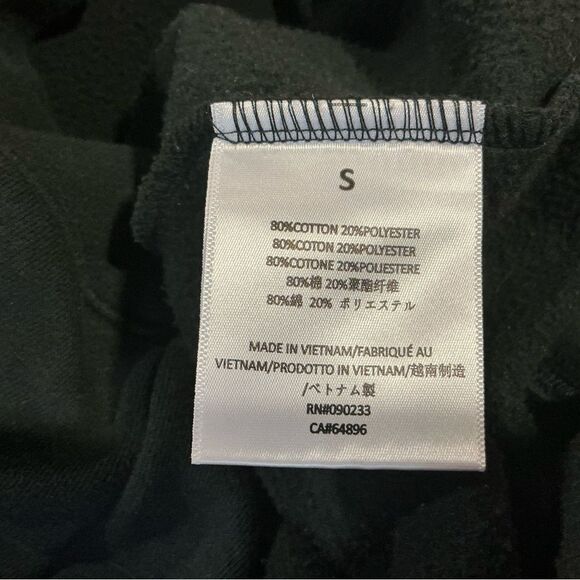 S
80%COTTON 20%POLYESTER
80%COTON 20%POLYESTER
80%COTONE 20%POLIESTERE
80%棉 20%聚酯纤维
80%綿 20% ポリエステル
MADE IN VIETNAM/FABRIQUÉ AU
VIETNAM/PRODOTTO IN VIETNAM/越南制造
/ベトナム製
RN#090233
CA#64896